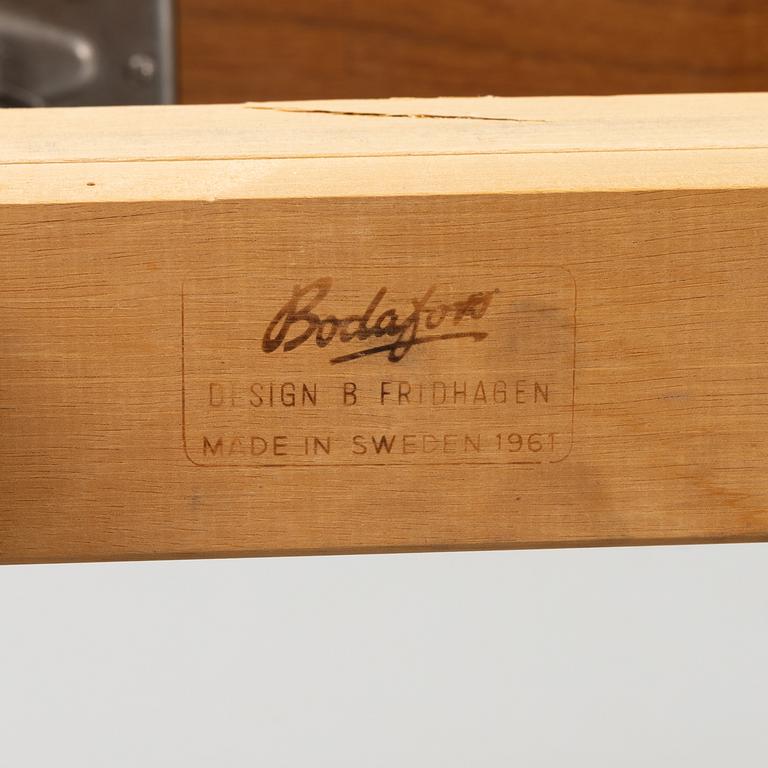 Bodafors
DESIGN B FRIDHAGEN
MADE IN SWEDEN 1961